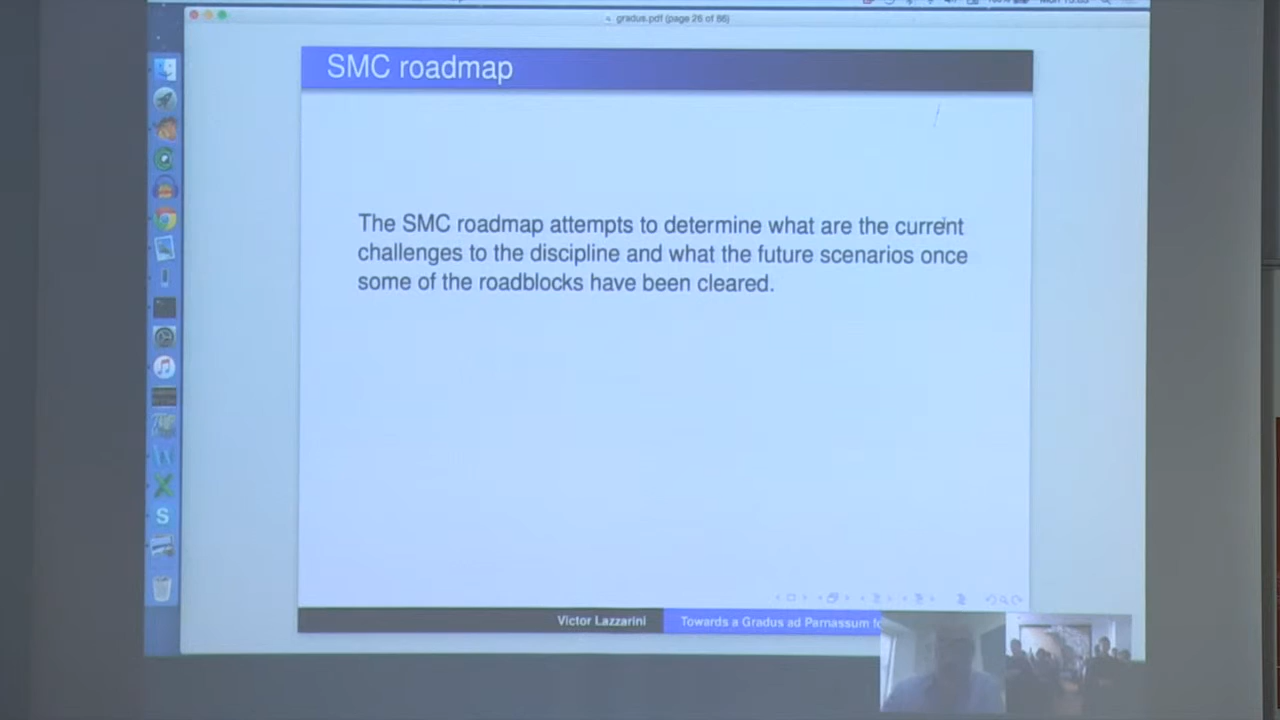 gradus.pdf (page 26 of 86)
SMC roadmap
The SMC roadmap attempts to determine what are the current
challenges to the discipline and what the future scenarios once
some of the roadblocks have been cleared.
Victor Lazzarini
Towards a Gradus ad Parnassum